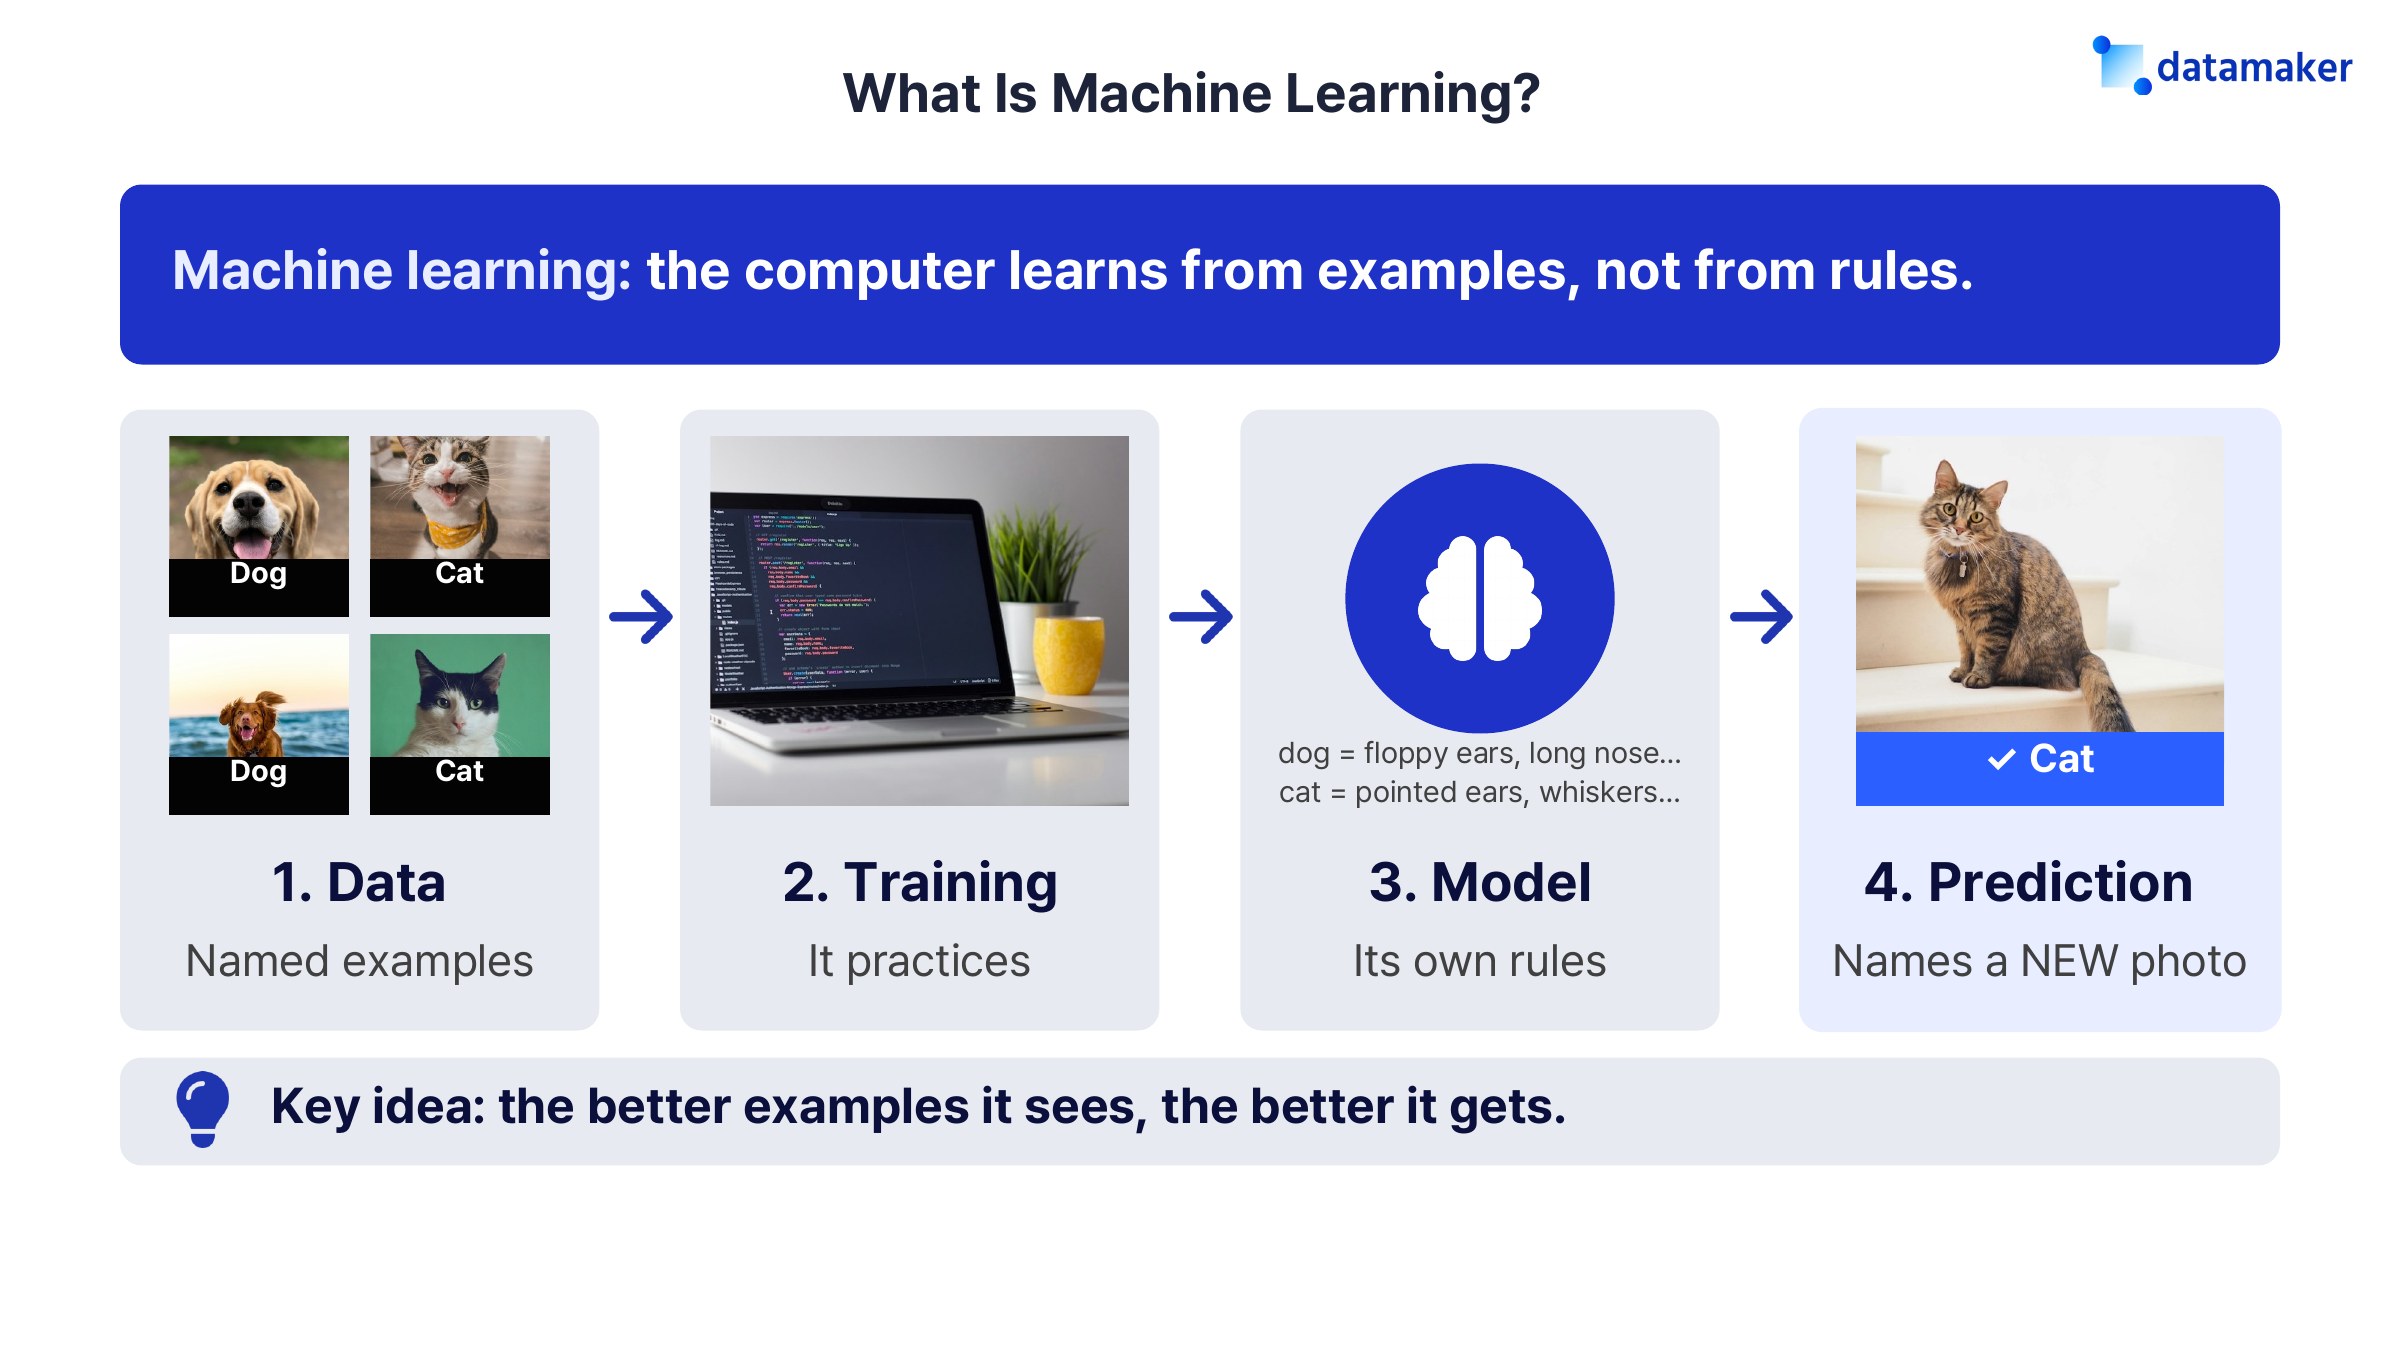 What Is Machine Learning?
datamaker
Machine learning: the computer learns from examples, not from rules.
Dog
Cat
Dog
Cat
dog = floppy ears, long nose...
cat = pointed ears, whiskers...
✓ Cat
1. Data
Named examples
2. Training
It practices
3. Model
Its own rules
4. Prediction
Names a NEW photo
Key idea: the better examples it sees, the better it gets.